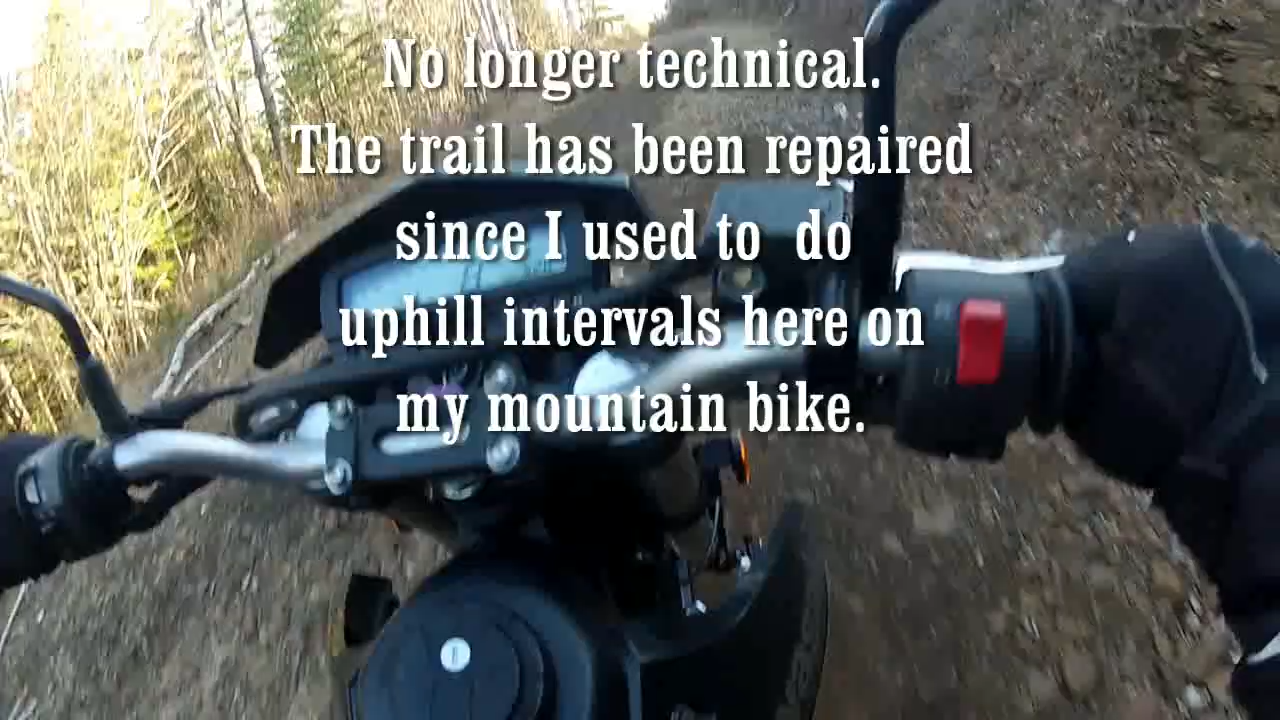 No longer technical.
The trail has been repaired
since I used to  do
uphill intervals here on
my mountain bike.